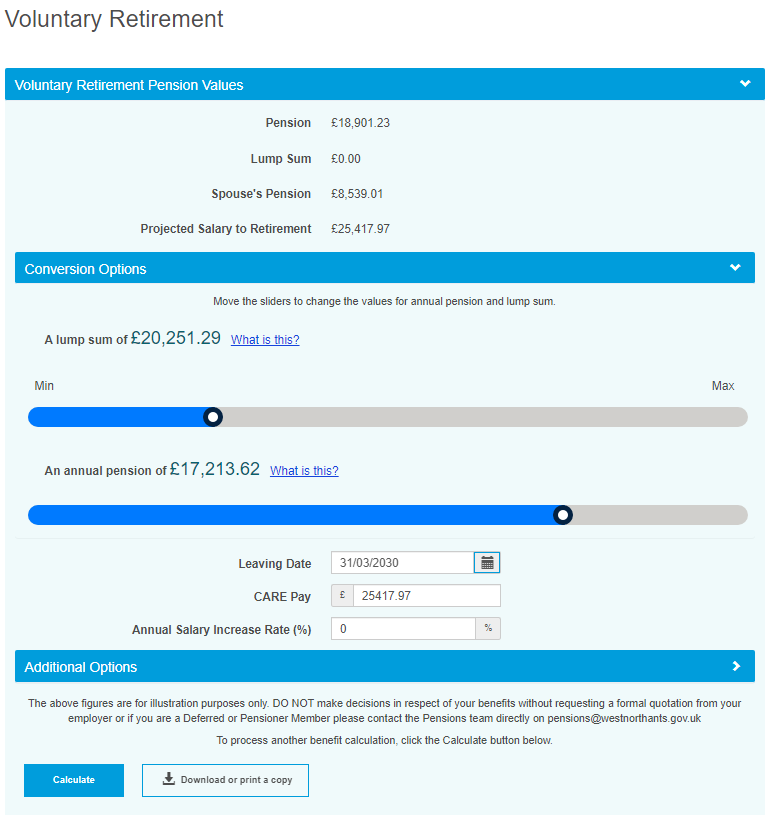 Voluntary Retirement
Voluntary Retirement Pension Values
Pension £18,901.23
Lump Sum £0.00
Spouse's Pension £8,539.01
Projected Salary to Retirement £25,417.97
Conversion Options
Move the sliders to change the values for annual pension and lump sum.
A lump sum of £20,251.29 What is this?
Min Max
An annual pension of £17,213.62 What is this?
Leaving Date 31/03/2030
CARE Pay £ 25417.97
Annual Salary Increase Rate (%) 0 %
Additional Options
The above figures are for illustration purposes only. DO NOT make decisions in respect of your benefits without requesting a formal quotation from your
employer or if you are a Deferred or Pensioner Member please contact the Pensions team directly on pensions@westnorthants.gov.uk
To process another benefit calculation, click the Calculate button below.
Calculate Download or print a copy